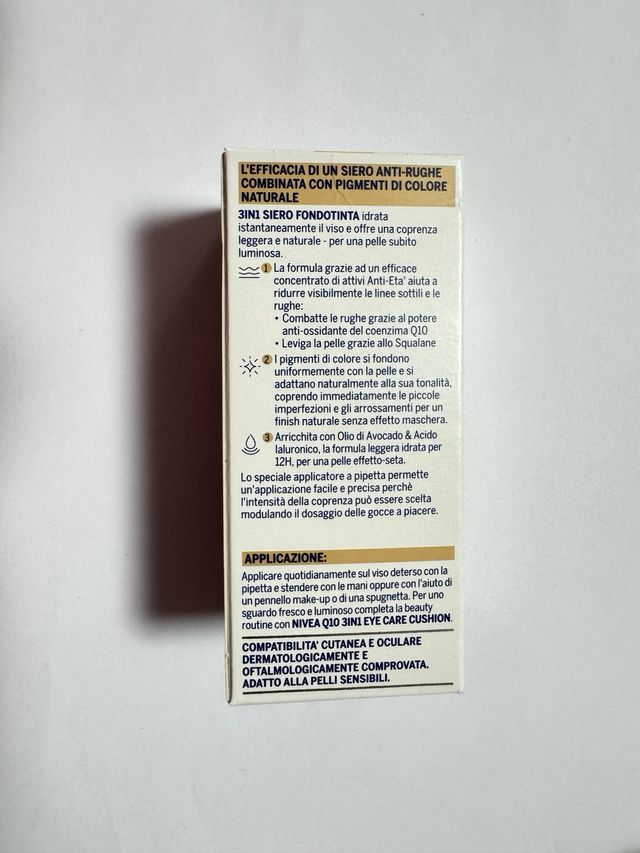 L'EFFICACIA DI UN SIERO ANTI-RUGHE
COMBINATA CON PIGMENTI DI COLORE
NATURALE
3IN1 SIERO FONDOTINTA idrata
istantaneamente il viso e offre una coprenza
leggera e naturale - per una pelle subito
luminosa.
1 La formula grazie ad un efficace
concentrato di attivi Anti-Eta' aiuta a
ridurre visibilmente le linee sottili e le
rughe:
• Combatte le rughe grazie al potere
anti-ossidante del coenzima Q10
• Leviga la pelle grazie allo Squalane
2 I pigmenti di colore si fondono
uniformemente con la pelle e si
adattano naturalmente alla sua tonalità,
coprendo immediatamente le piccole
imperfezioni e gli arrossamenti per un
finish naturale senza effetto maschera.
3 Arricchita con Olio di Avocado & Acido
Ialuronico, la formula leggera idrata per
12H, per una pelle effetto-seta.
Lo speciale applicatore a pipetta permette
un'applicazione facile e precisa perchè
l'intensità della coprenza può essere scelta
modulando il dosaggio delle gocce a piacere.
APPLICAZIONE:
Applicare quotidianamente sul viso deterso con la
pipetta e stendere con le mani oppure con l'aiuto di
un pennello make-up o di una spugnetta. Per uno
sguardo fresco e luminoso completa la beauty
routine con NIVEA Q10 3IN1 EYE CARE CUSHION.
COMPATIBILITA' CUTANEA E OCULARE
DERMATOLOGICAMENTE E
OFTALMOLOGICAMENTE COMPROVATA.
ADATTO ALLA PELLI SENSIBILI.